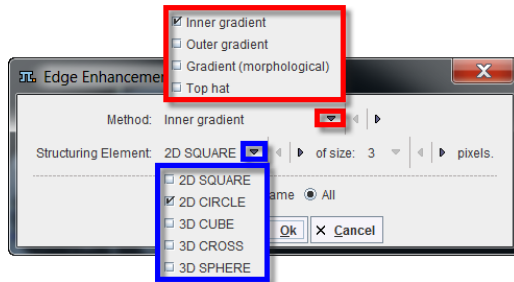 Inner gradient
Outer gradient
Gradient (morphological)
Top hat
Edge Enhanceme
X
Method: Inner gradient
Structuring Element: 2D SQUARE of size: 3 pixels.
2D SQUARE
2D CIRCLE
3D CUBE
3D CROSS
3D SPHERE
ame All
Ok X Cancel